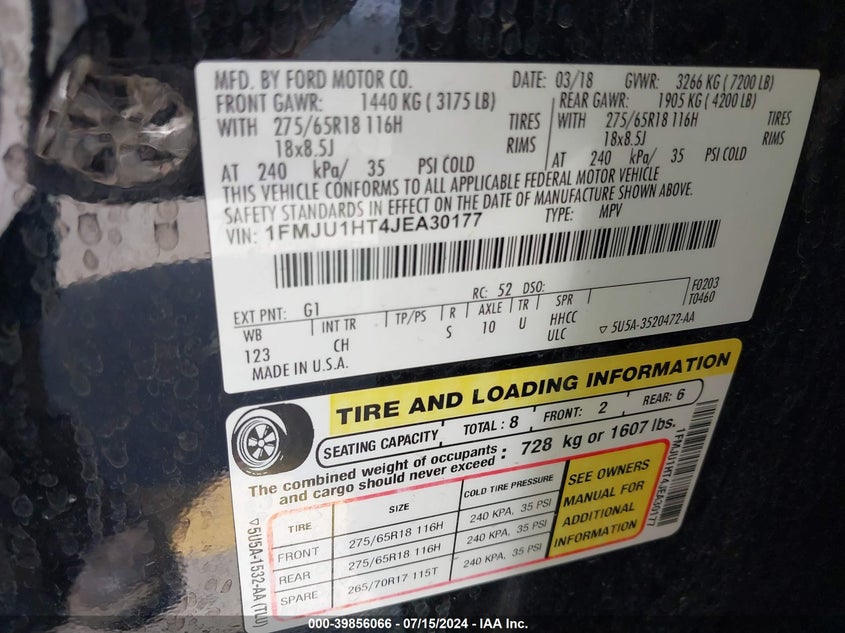 MFD. BY FORD MOTOR CO. DATE: 03/18 GVWR: 3266 KG (7200 LB)
FRONT GAWR: 1440 KG (3175 LB) REAR GAWR: 1905 KG (4200 LB)
WITH 275/65R18 116H TIRES WITH 275/65R18 116H TIRES
18x8.5J RIMS 18x8.5J RIMS
AT 240 kPa/ 35 PSI COLD AT 240 kPa/ 35 PSI COLD
THIS VEHICLE CONFORMS TO ALL APPLICABLE FEDERAL MOTOR VEHICLE
SAFETY STANDARDS IN EFFECT ON THE DATE OF MANUFACTURE SHOWN ABOVE.
VIN: 1FMJU1HT4JEA30177 TYPE: MPV
EXT PNT: G1 RC: 52 DSO: F0203
T0460
WB INT TR TP/PS R AXLE TR SPR
123 CH S 10 U HHCC
ULC ▽ 5U5A-3520472-AA
MADE IN U.S.A.
TIRE AND LOADING INFORMATION
SEATING CAPACITY TOTAL : 8 FRONT: 2 REAR: 6
The combined weight of occupants and cargo should never exceed : 728 kg or 1607 lbs.
TIRE SIZE COLD TIRE PRESSURE
FRONT 275/65R18 116H 240 KPA, 35 PSI
REAR 275/65R18 116H 240 KPA, 35 PSI
SPARE 265/70R17 115T 240 KPA, 35 PSI
SEE OWNERS
MANUAL FOR
ADDITIONAL
INFORMATION
1FMJU1HT4JEA30177
▽5U5A-1532-AA (TLU)
000-39856066 - 07/15/2024 - IAA Inc.